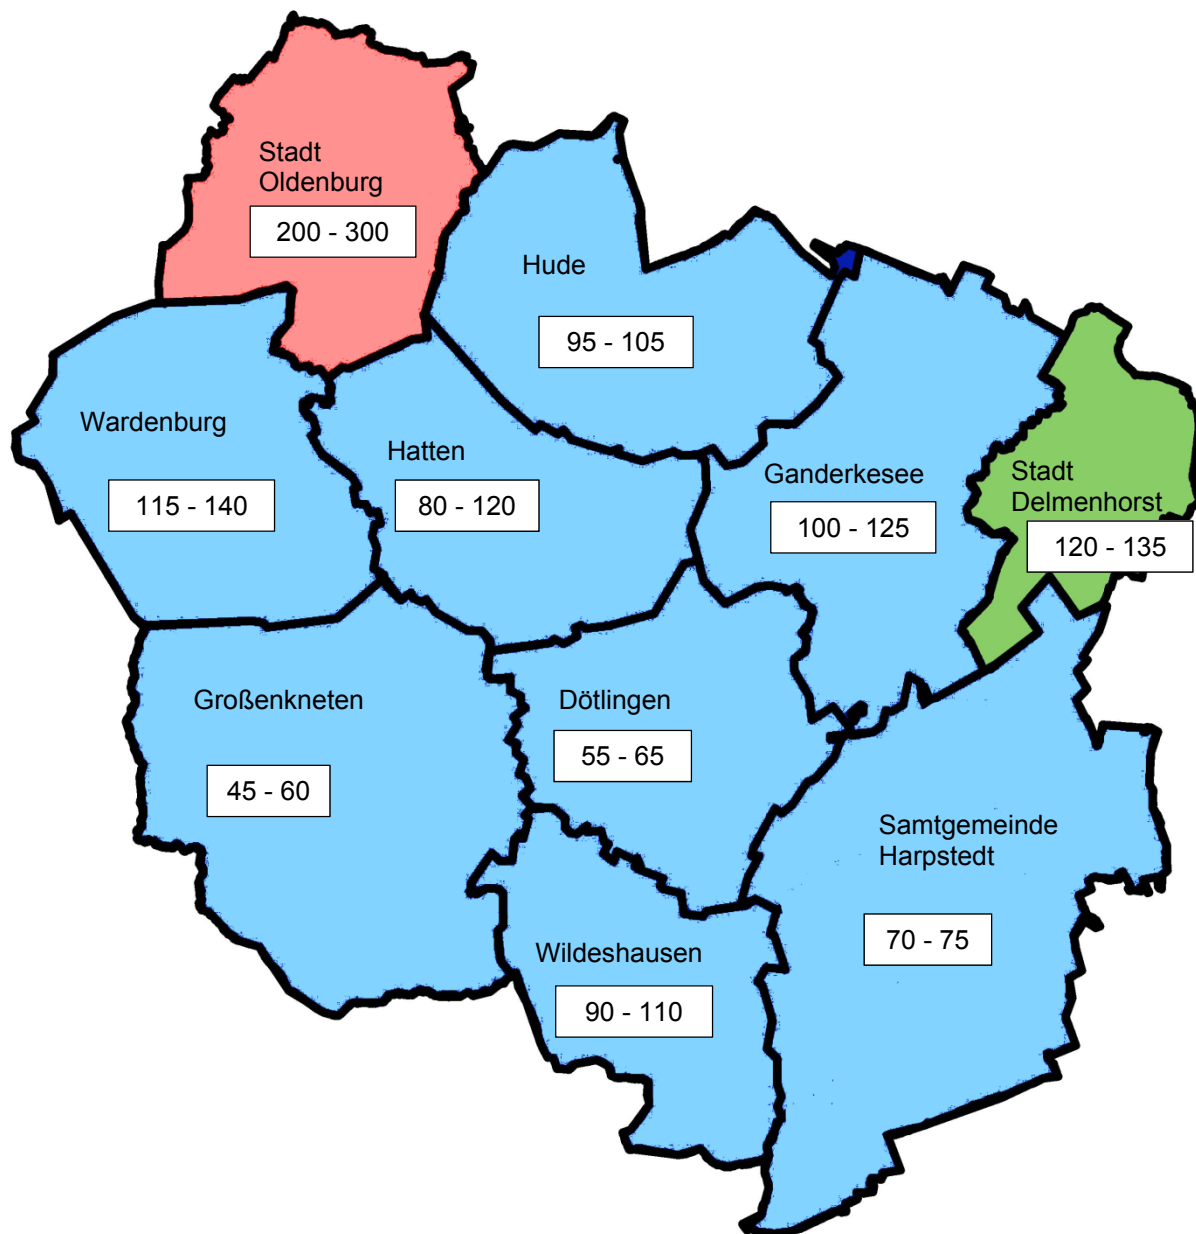 Stadt
Oldenburg
200 - 300
Hude
95 - 105
Wardenburg
115 - 140
Hatten
80 - 120
Ganderkesee
100 - 125
Stadt
Delmenhorst
120 - 135
Großenkneten
45 - 60
Dötlingen
55 - 65
Samtgemeinde
Harpstedt
70 - 75
Wildeshausen
90 - 110